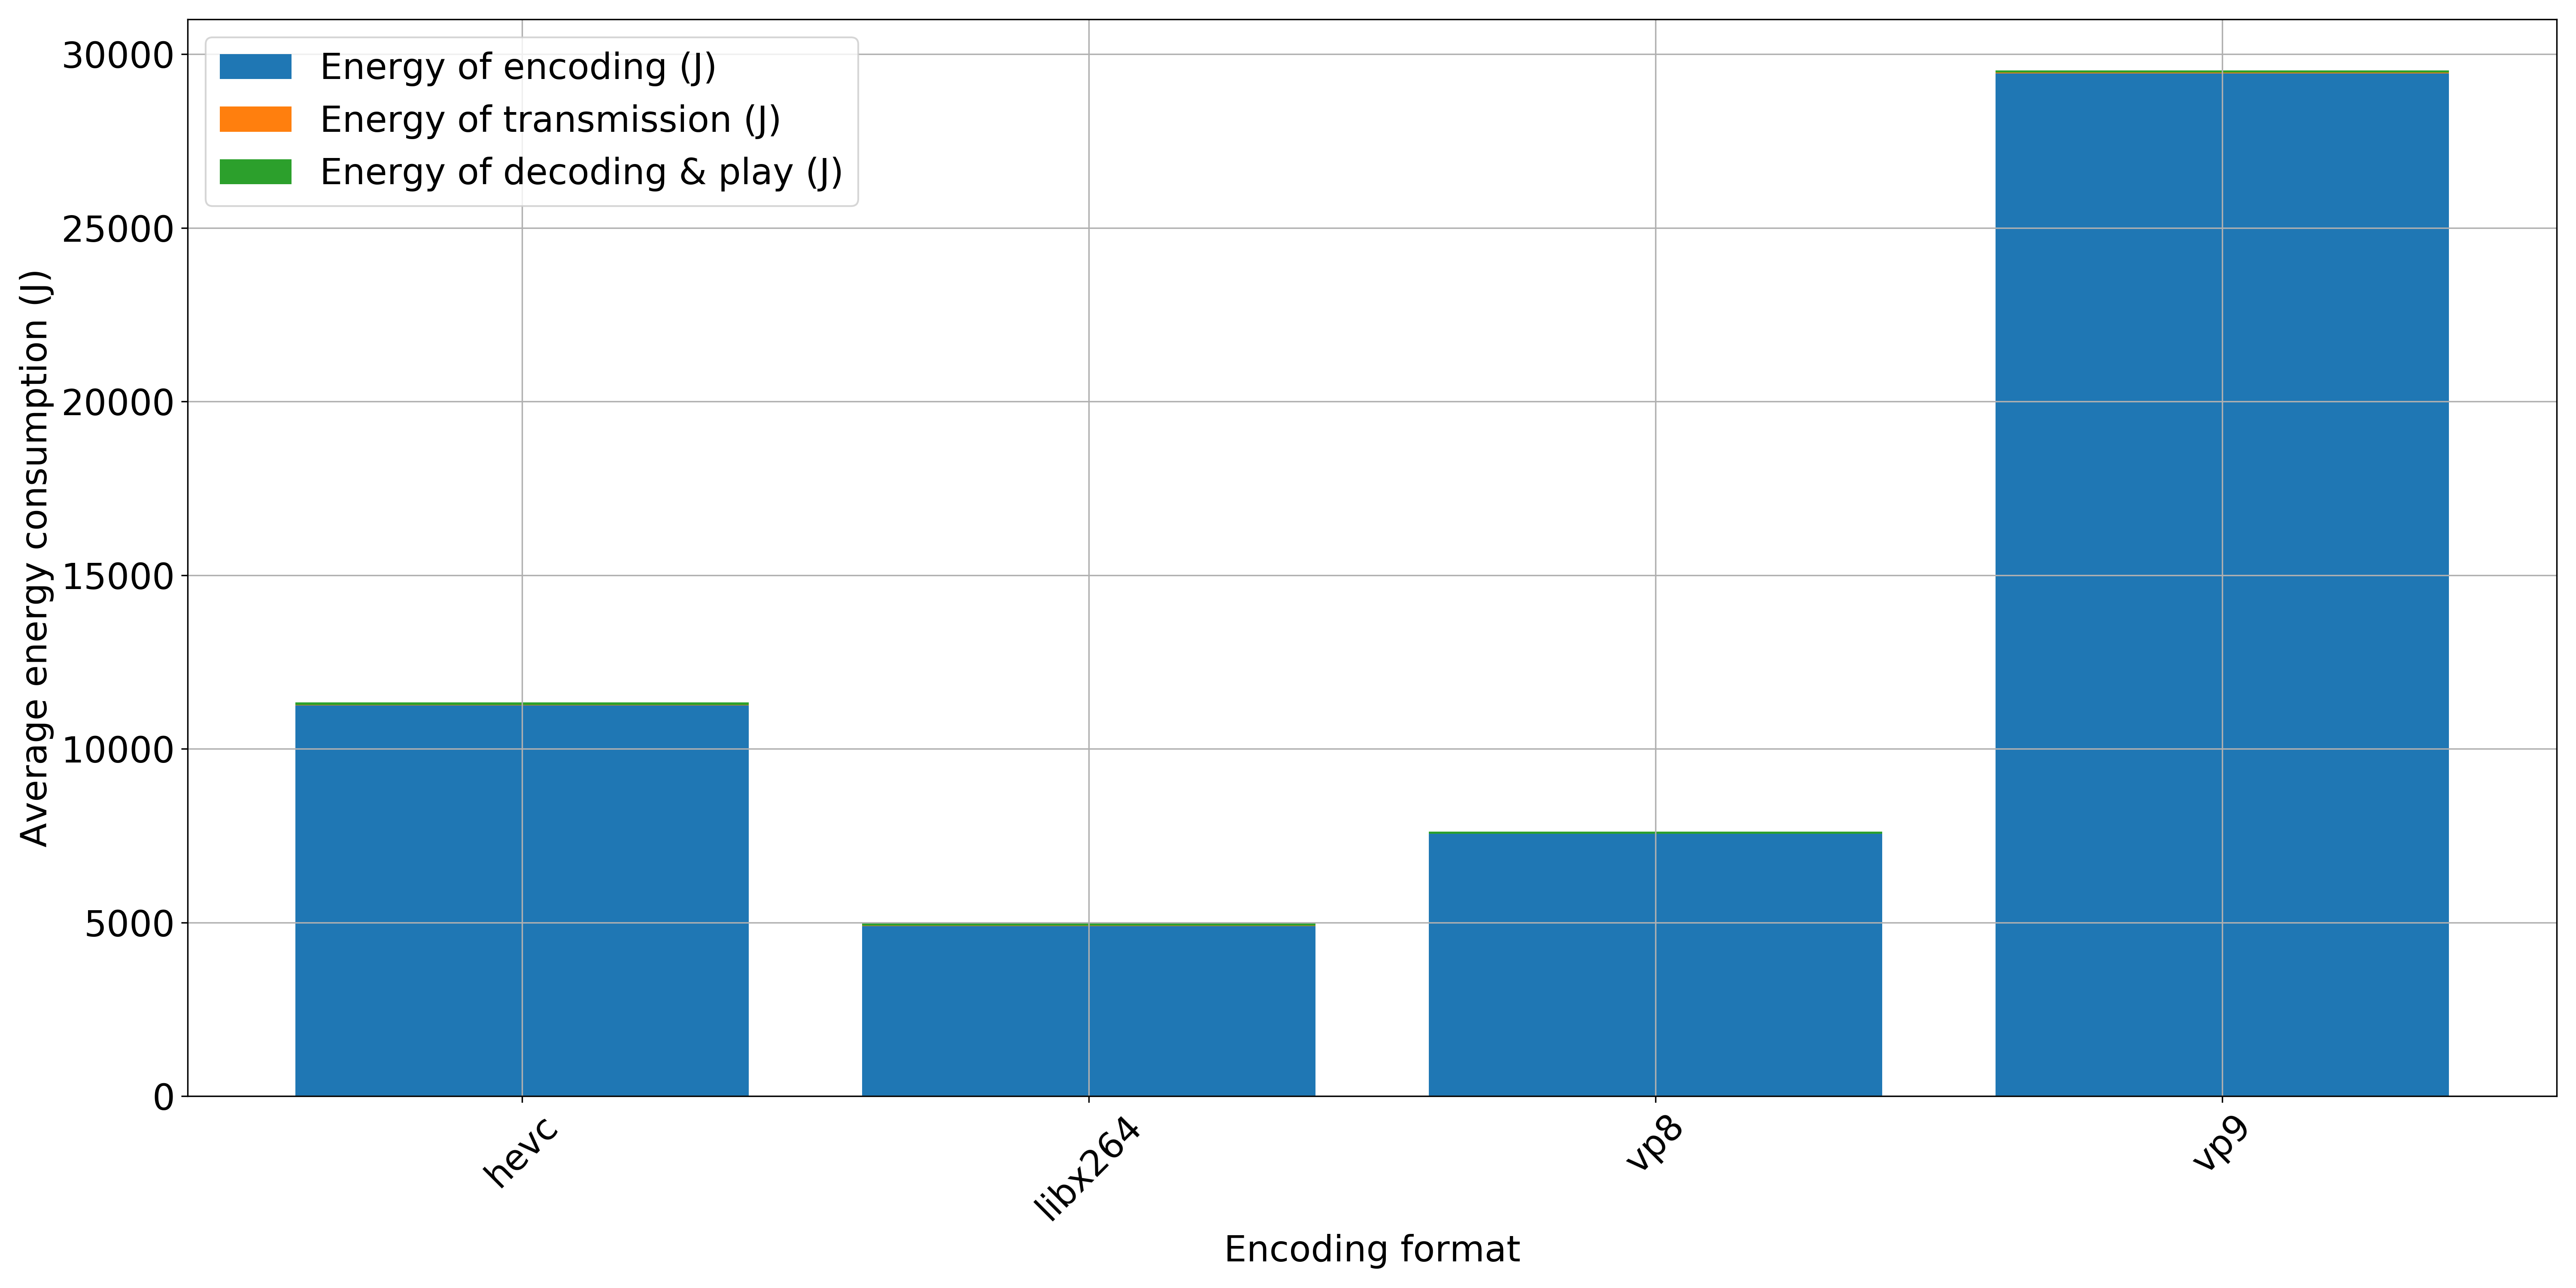 Energy of encoding (J)
Energy of transmission (J)
Energy of decoding & play (J)
Average energy consumption (J)
30000
25000
20000
15000
10000
5000
0
hevc
libx264
vp8
vp9
Encoding format